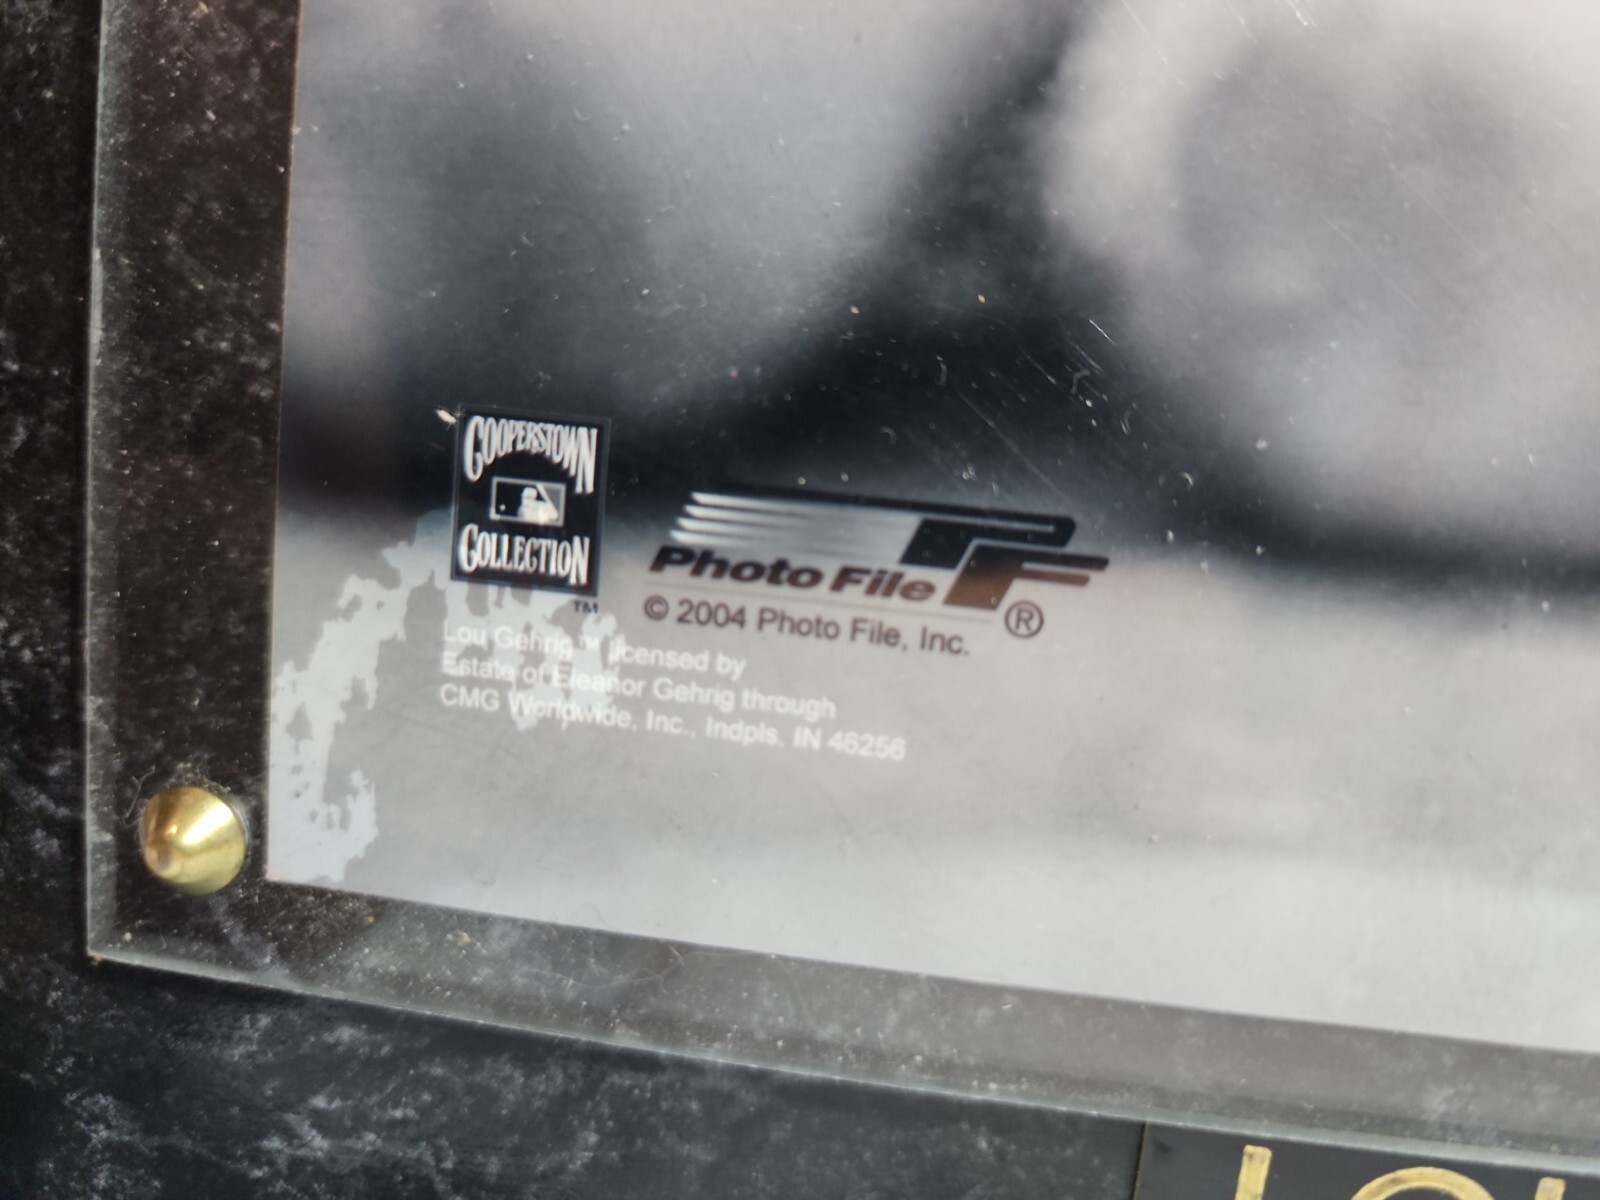 COOPERSTOWN
COLLECTION
TM
PF
Photo File
®
© 2004 Photo File, Inc.
Lou Gehrig™ licensed by
Estate of Eleanor Gehrig through
CMG Worldwide, Inc., Indpls, IN 46256